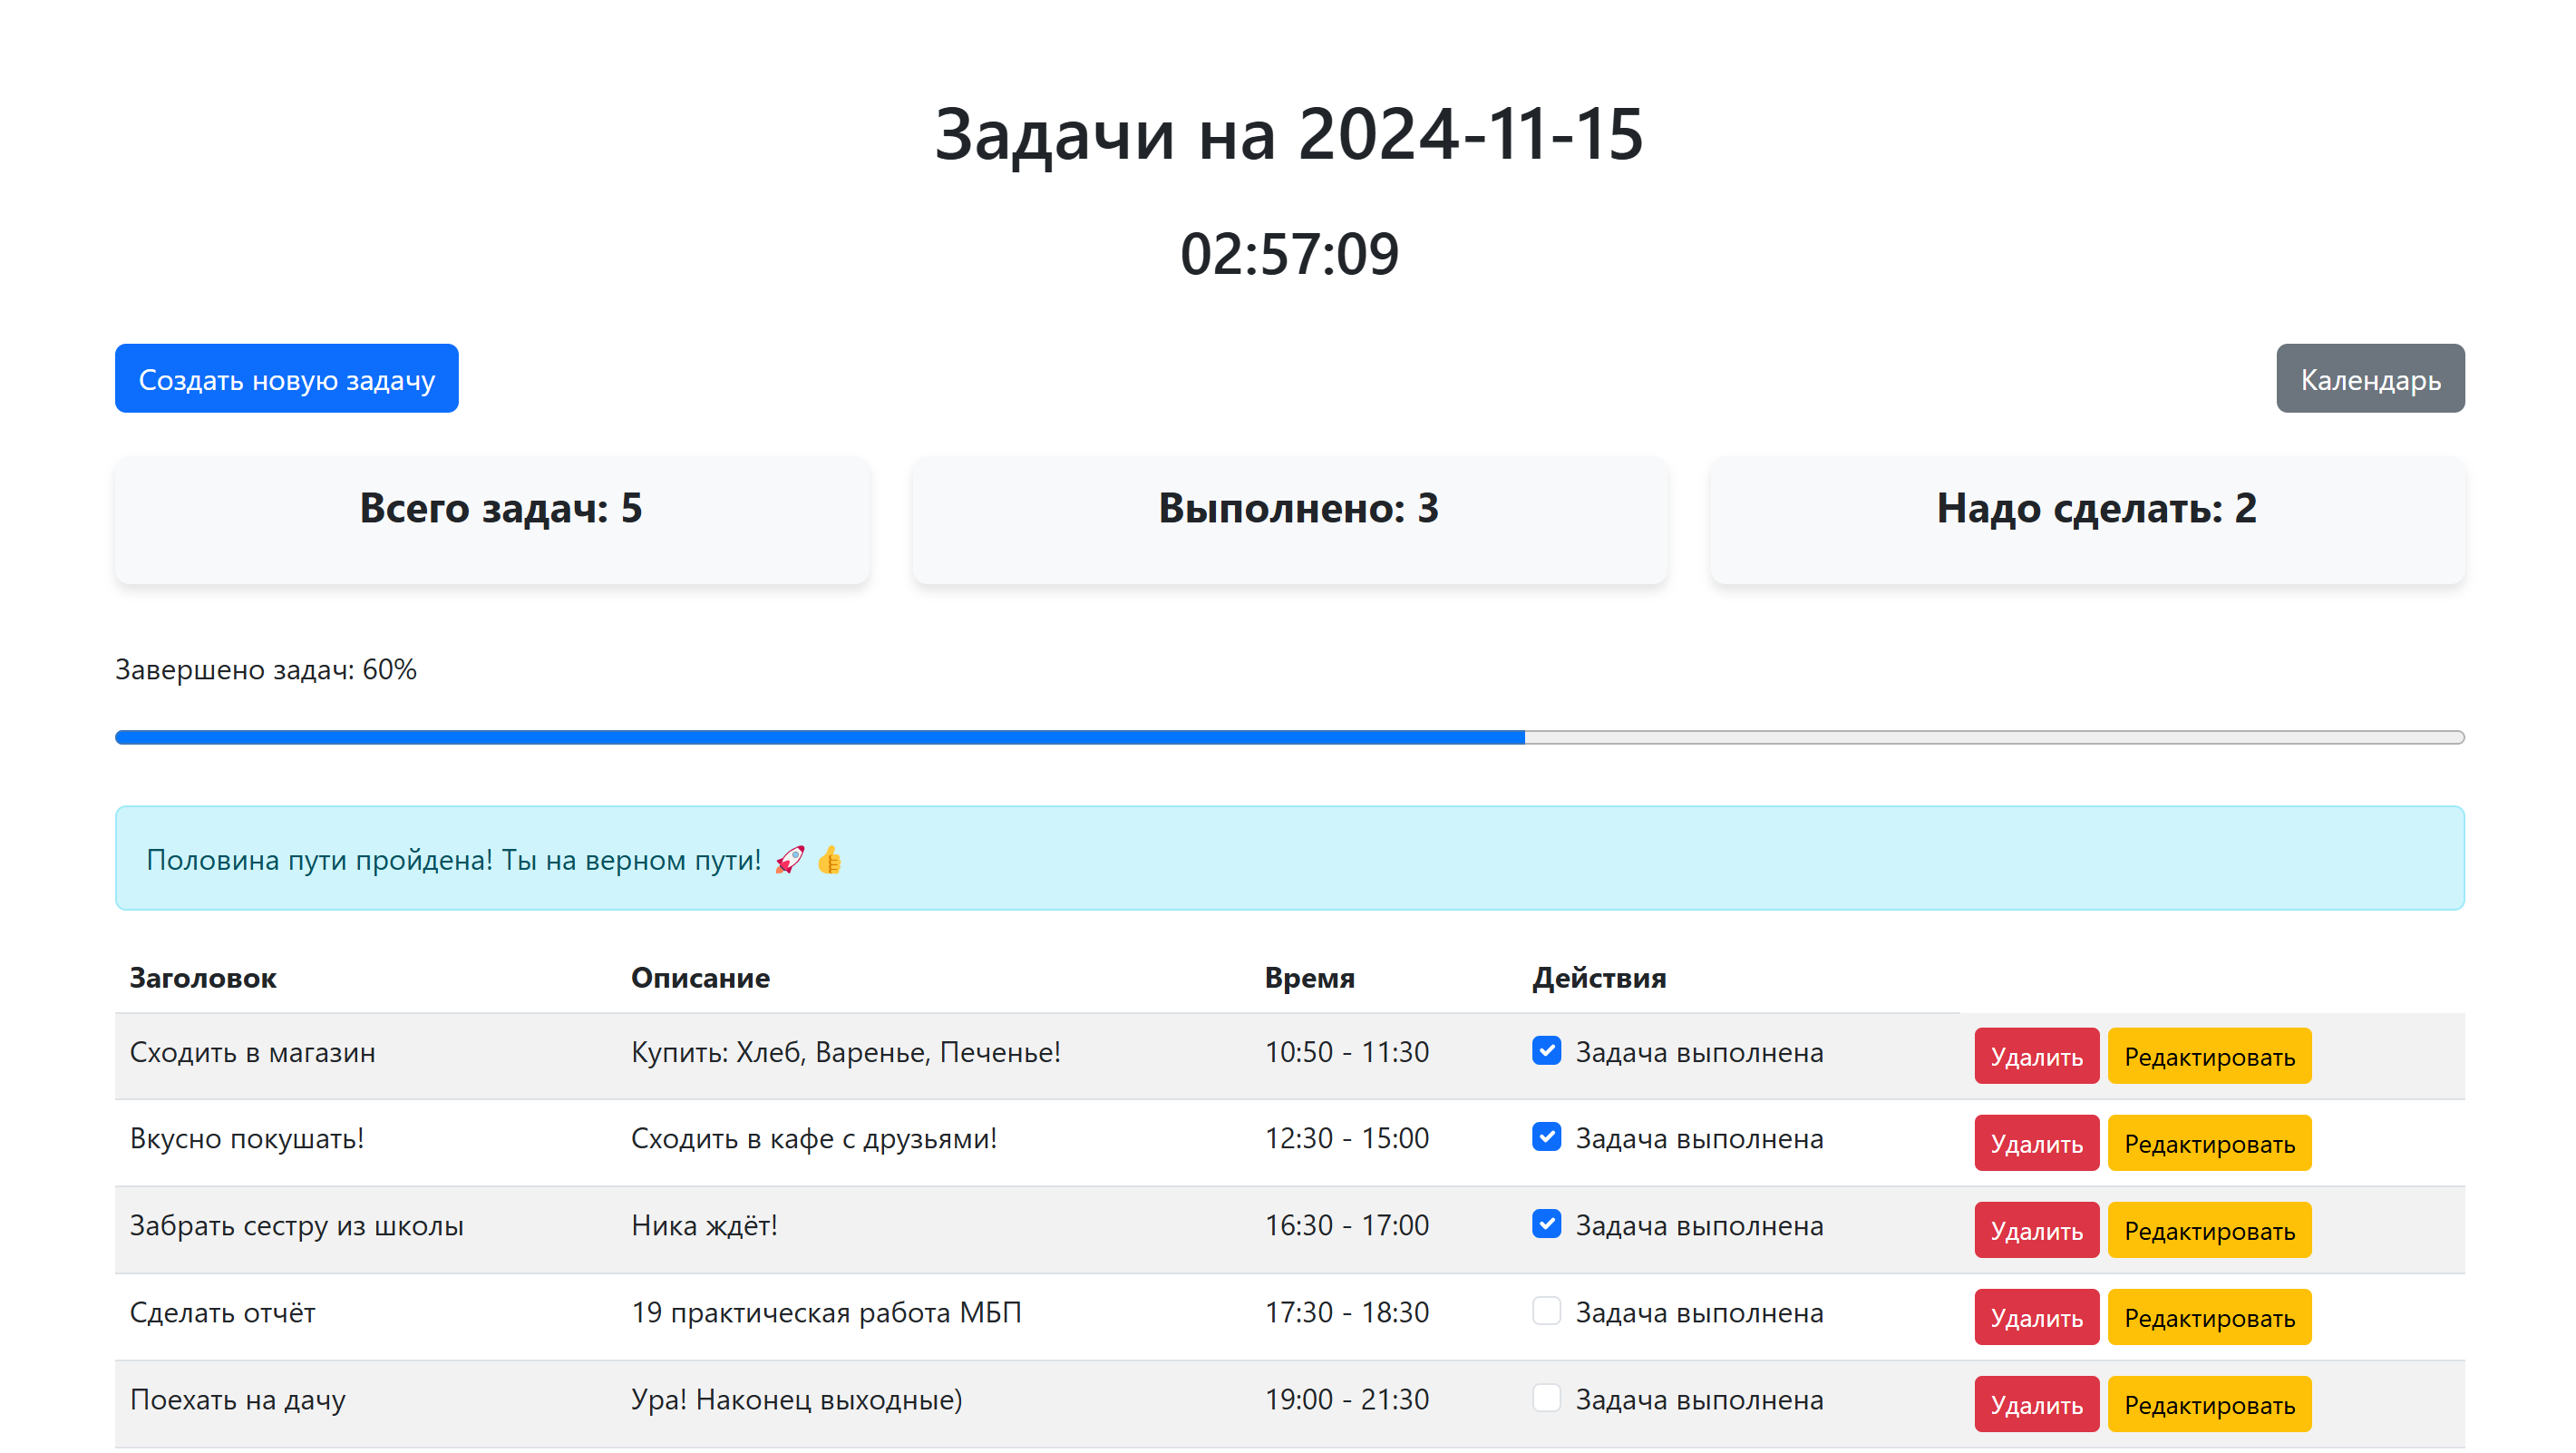 Задачи на 2024-11-15
02:57:09
Создать новую задачу
Календарь
Всего задач: 5
Выполнено: 3
Надо сделать: 2
Завершено задач: 60%
Половина пути пройдена! Ты на верном пути! 🚀 👍
Заголовок Описание Время Действия
Сходить в магазин Купить: Хлеб, Варенье, Печенье! 10:50 - 11:30 Задача выполнена Удалить Редактировать
Вкусно покушать! Сходить в кафе с друзьями! 12:30 - 15:00 Задача выполнена Удалить Редактировать
Забрать сестру из школы Ника ждёт! 16:30 - 17:00 Задача выполнена Удалить Редактировать
Сделать отчёт 19 практическая работа МБП 17:30 - 18:30 Задача выполнена Удалить Редактировать
Поехать на дачу Ура! Наконец выходные) 19:00 - 21:30 Задача выполнена Удалить Редактировать